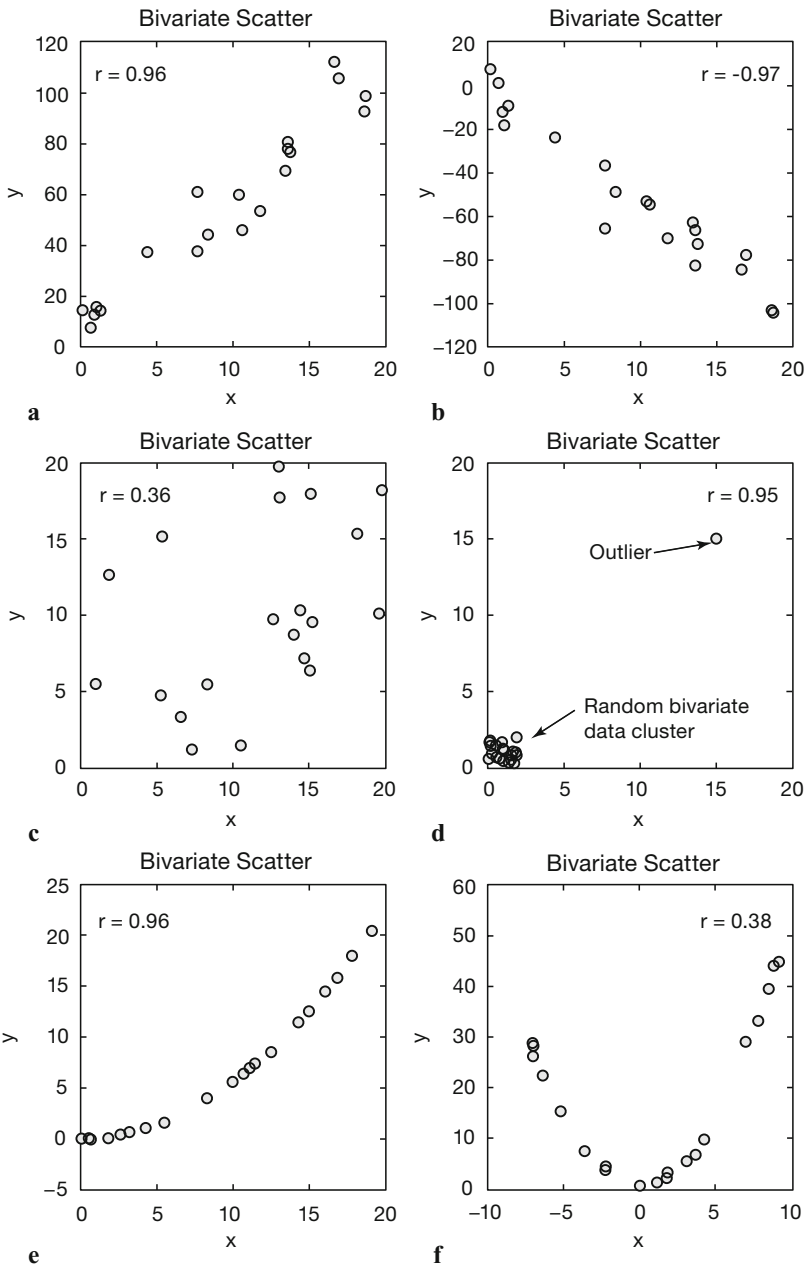 Bivariate Scatter
r = 0.96
y
120
100
80
60
40
20
0
0 5 10 15 20
x
a
Bivariate Scatter
r = -0.97
y
20
0
−20
−40
−60
−80
−100
−120
0 5 10 15 20
x
b
Bivariate Scatter
r = 0.36
y
20
15
10
5
0
0 5 10 15 20
x
c
Bivariate Scatter
r = 0.95
y
20
15
10
5
0
Outlier
Random bivariate
data cluster
0 5 10 15 20
x
d
Bivariate Scatter
r = 0.96
y
25
20
15
10
5
0
−5
0 5 10 15 20
x
e
Bivariate Scatter
r = 0.38
y
60
50
40
30
20
10
0
−10 −5 0 5 10
x
f